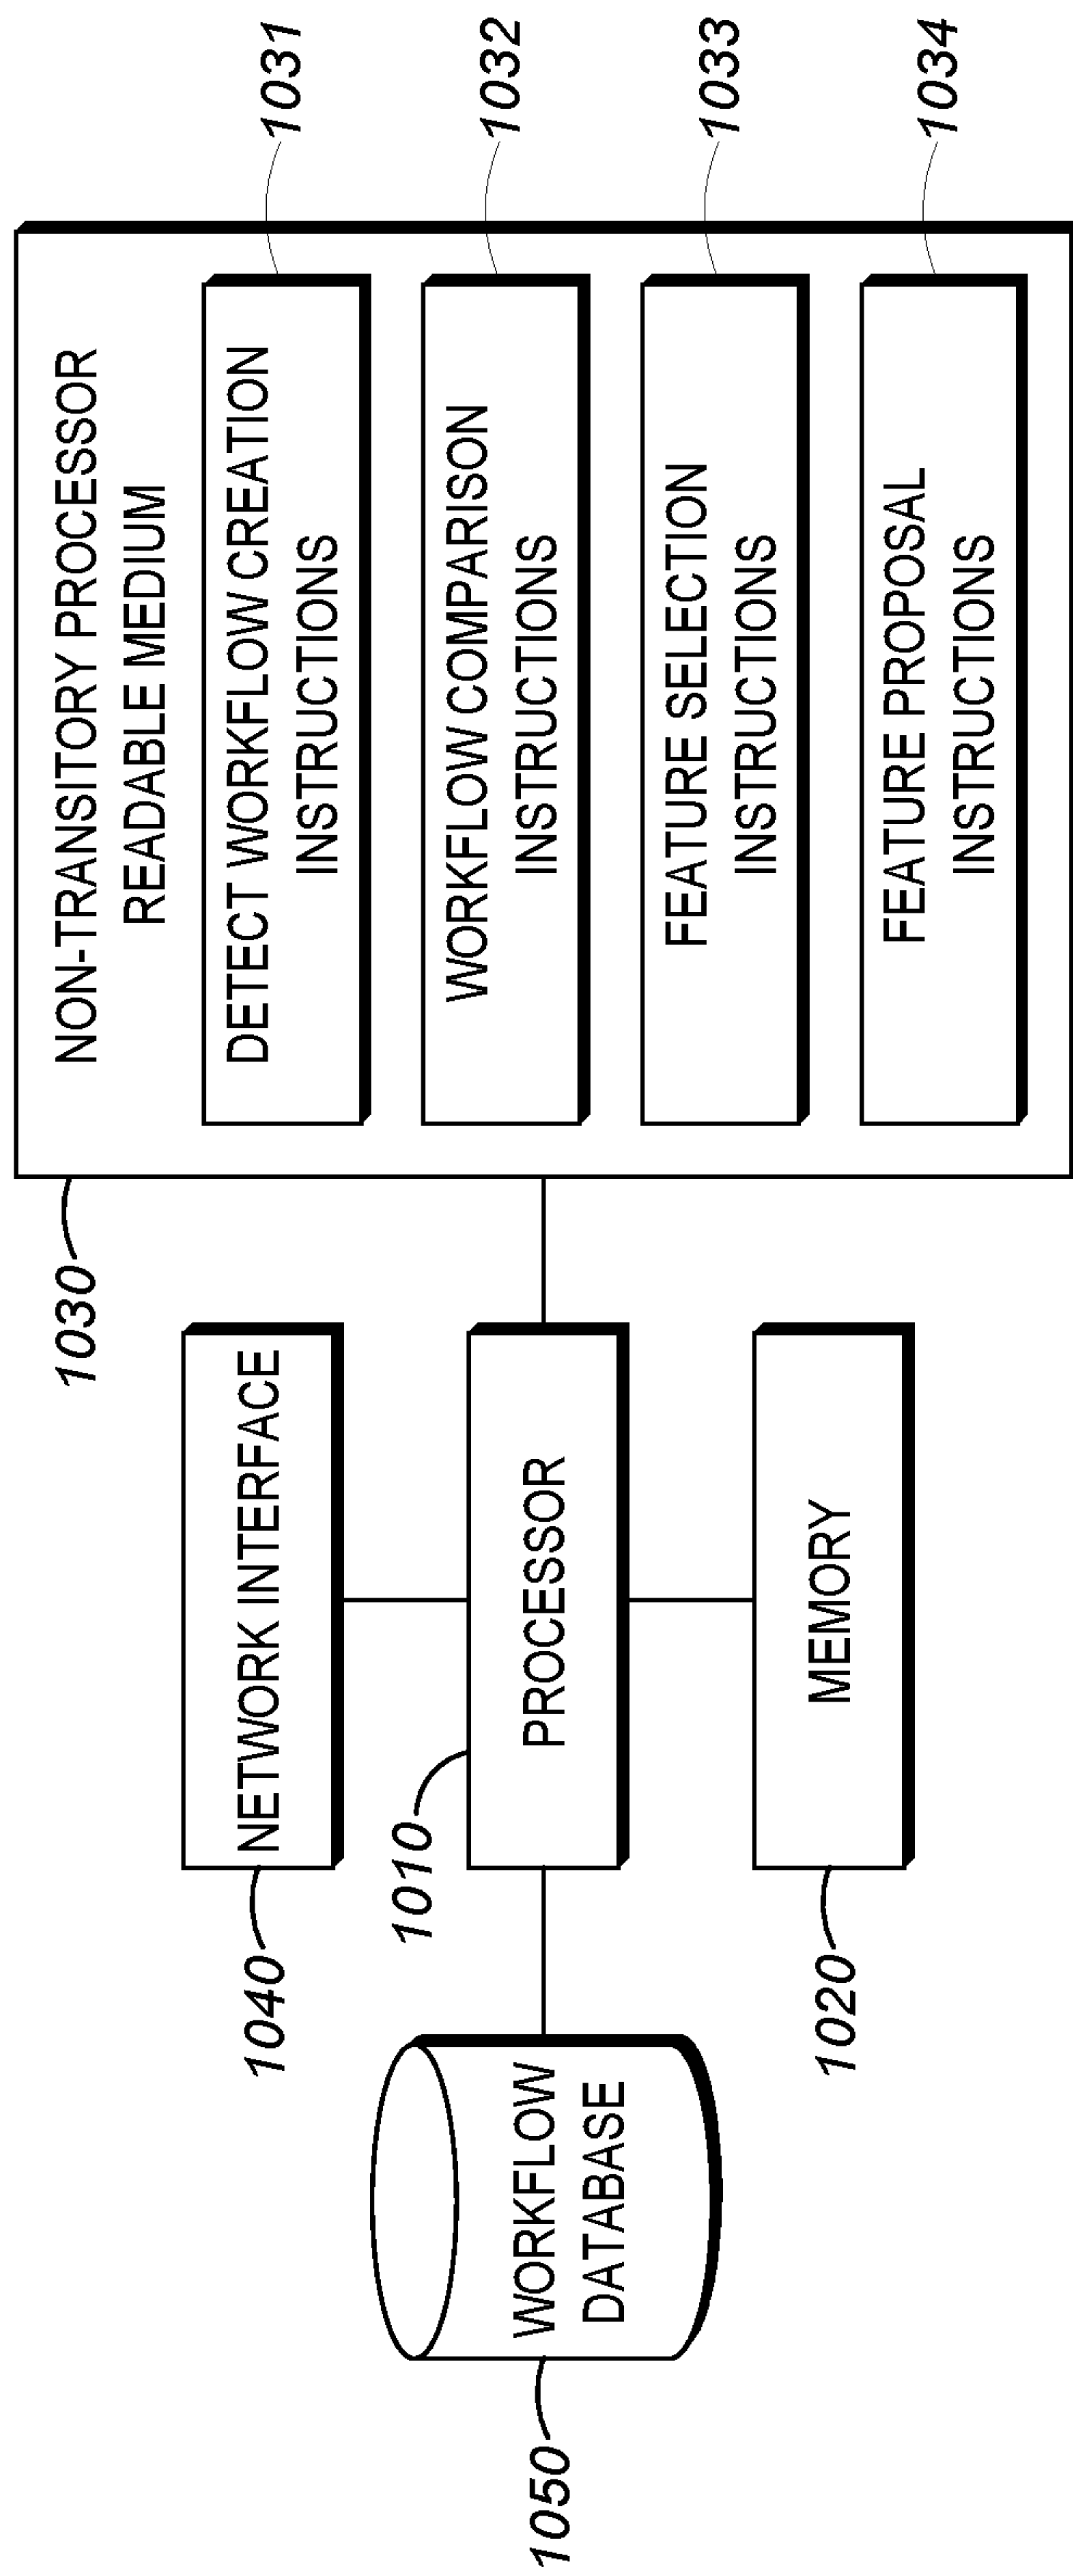 1050
WORKFLOW
DATABASE
1040
NETWORK INTERFACE
1010
PROCESSOR
1020
MEMORY
1030
NON-TRANSITORY PROCESSOR
READABLE MEDIUM
DETECT WORKFLOW CREATION
INSTRUCTIONS
1031
WORKFLOW COMPARISON
INSTRUCTIONS
1032
FEATURE SELECTION
INSTRUCTIONS
1033
FEATURE PROPOSAL
INSTRUCTIONS
1034